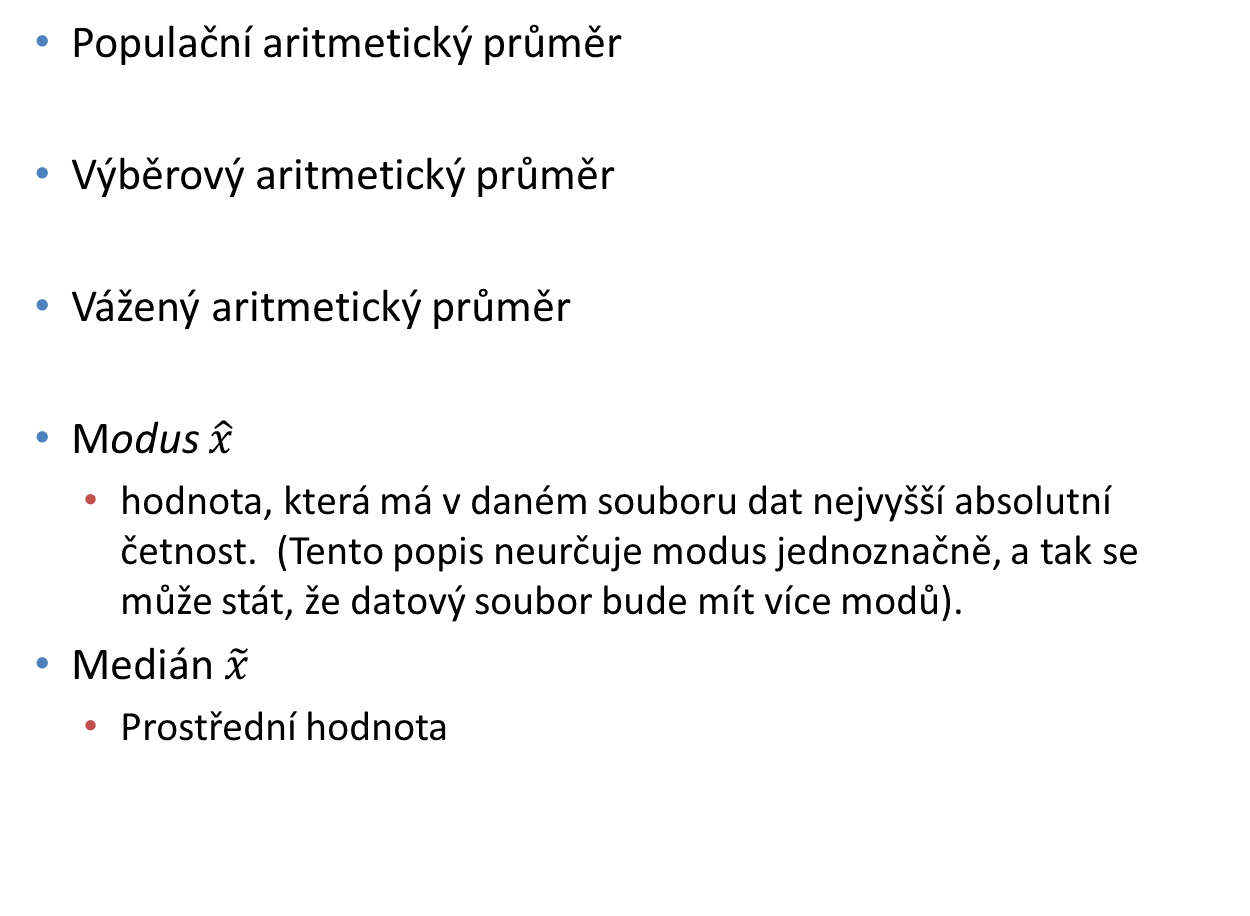 • Populační aritmetický průměr
• Výběrový aritmetický průměr
• Vážený aritmetický průměr
• Modus x̂
• hodnota, která má v daném souboru dat nejvyšší absolutní
četnost.  (Tento popis neurčuje modus jednoznačně, a tak se
může stát, že datový soubor bude mít více modů).
• Medián x̃
• Prostřední hodnota